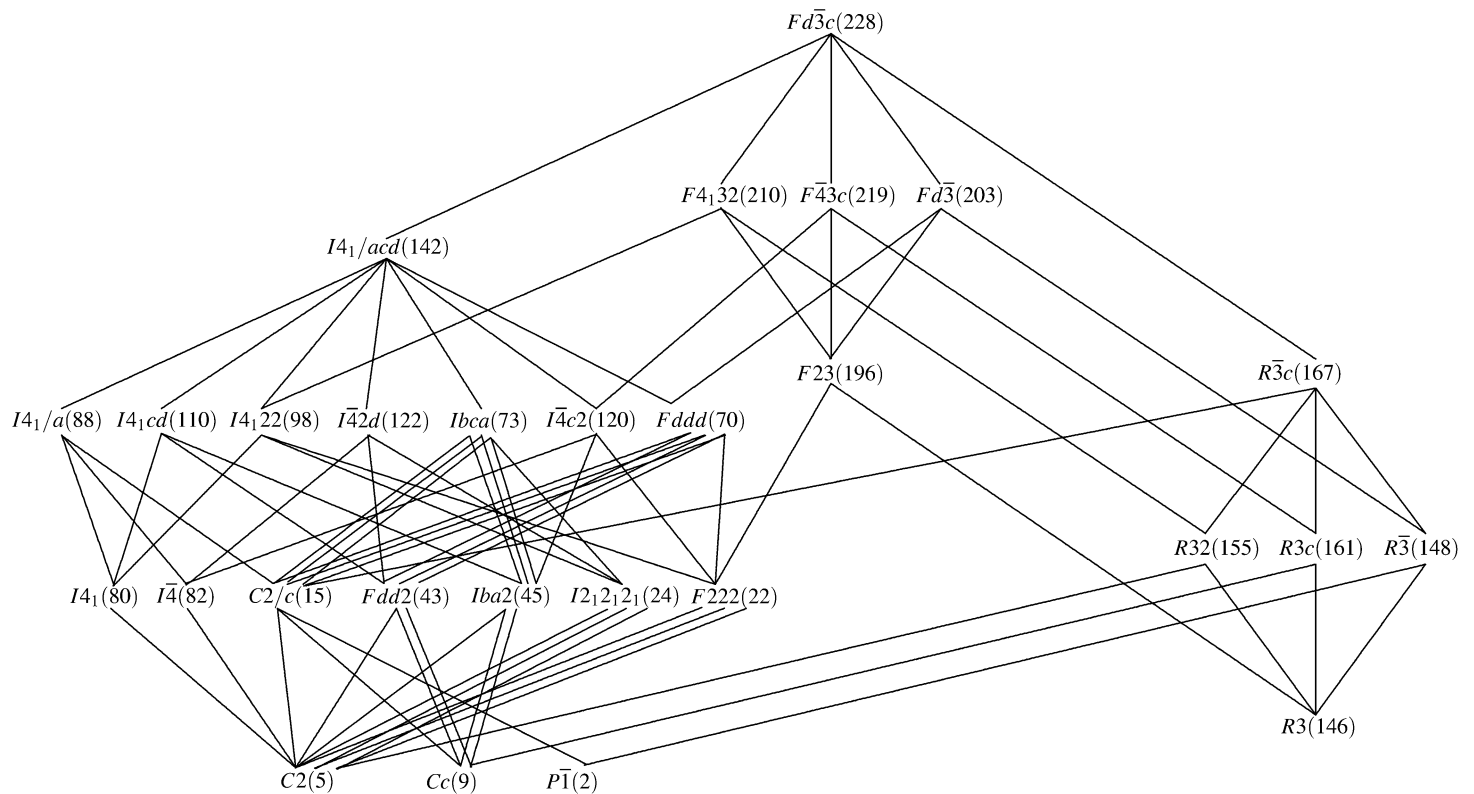 Fd3̅c(228)
F4₁32(210) F4̅3c(219) Fd3̅(203)
I4₁/acd(142)
F23(196)
R3̅c(167)
I4₁/a(88) I4₁cd(110) I4₁22(98) I4̅2d(122) Ibca(73) I4̅c2(120) Fddd(70)
R32(155) R3c(161) R3̅(148)
I4₁(80) I4̅(82) C2/c(15) Fdd2(43) Iba2(45) I2₁2₁2₁(24) F222(22)
R3(146)
C2(5) Cc(9) P1̅(2)